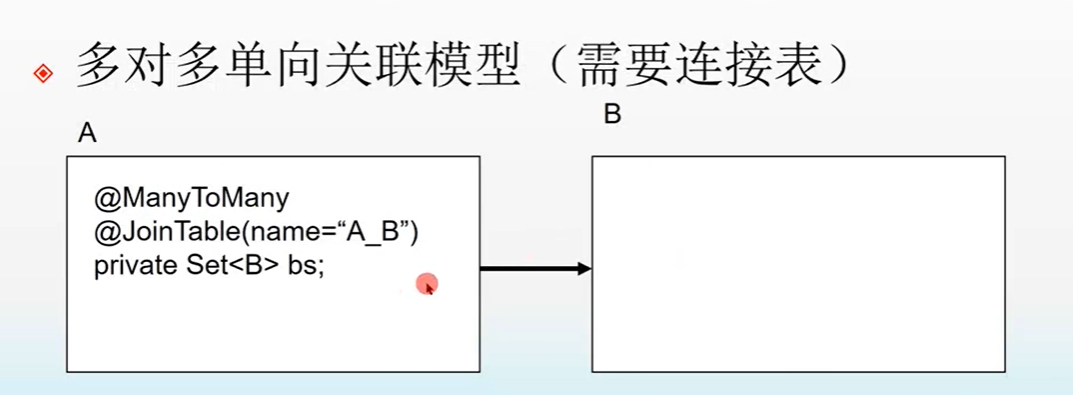 多对多单向关联模型（需要连接表）
A
B
@ManyToMany
@JoinTable(name=“A_B”)
private Set<B> bs;